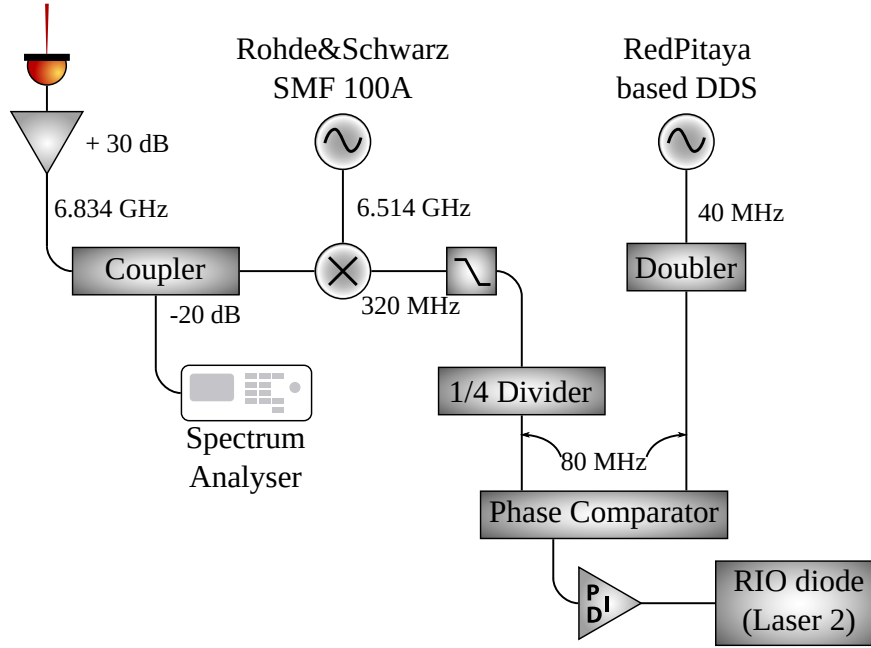 Rohde&Schwarz
SMF 100A
RedPitaya
based DDS
+ 30 dB
6.834 GHz
6.514 GHz
40 MHz
Coupler
Doubler
-20 dB
320 MHz
1/4 Divider
Spectrum
Analyser
80 MHz
Phase Comparator
P I
D
RIO diode
(Laser 2)